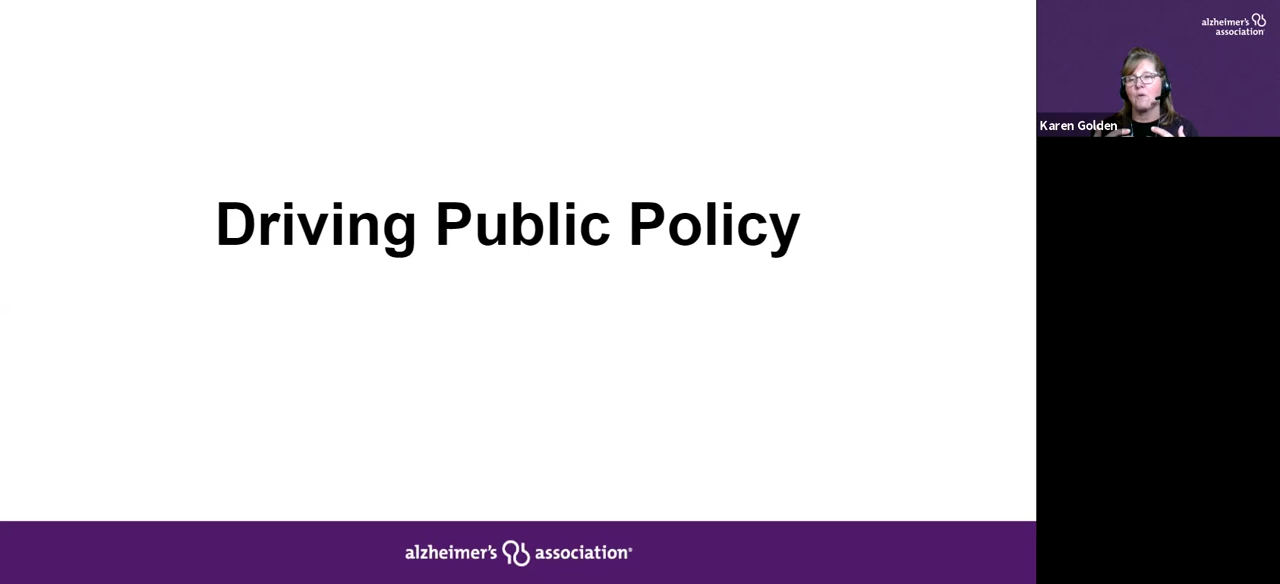 Driving Public Policy
alzheimer's association®
alzheimer's
association®
Karen Golden